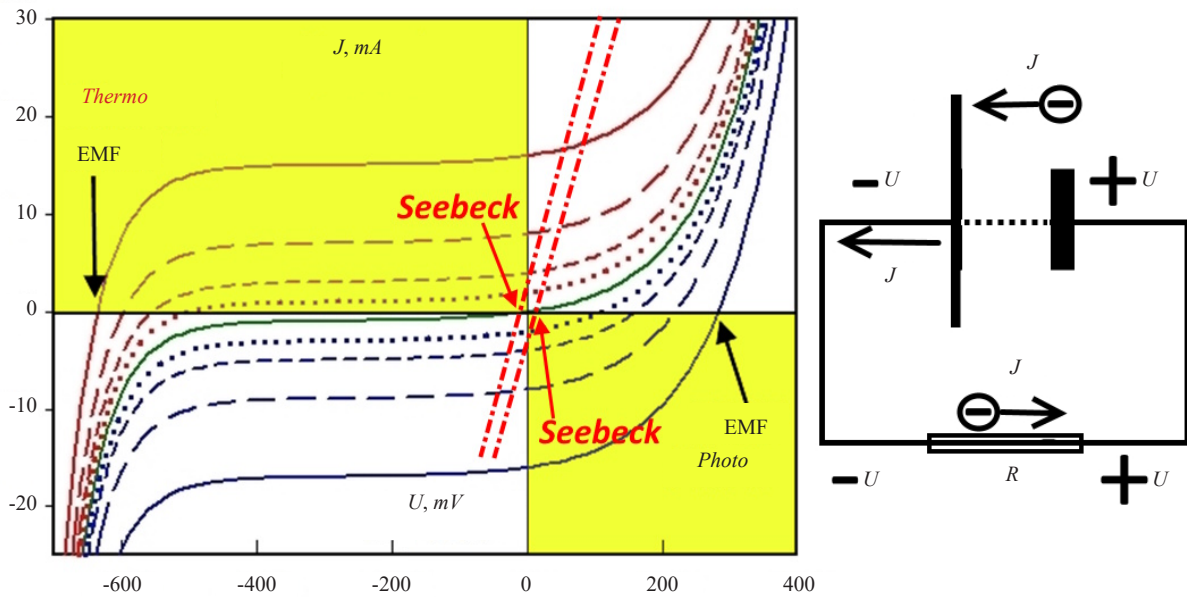 30
20
10
0
-10
-20
-600
-400
-200
0
200
400
J, mA
Thermo
EMF
Seebeck
Seebeck
EMF
Photo
U, mV
J
− U
+ U
J
J
− U
R
+ U